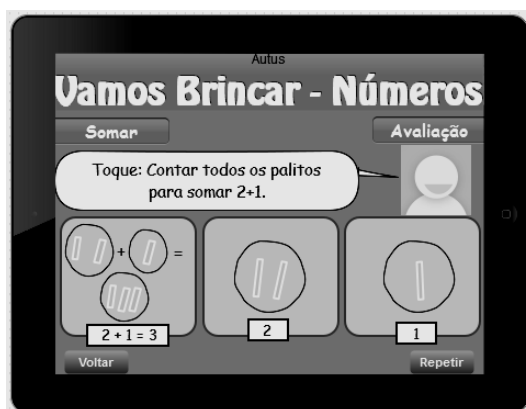 Autus
Vamos Brincar - Números
Somar
Avaliação
Toque: Contar todos os palitos
para somar 2+1.
+ =
2 + 1 = 3
2
1
Voltar
Repetir